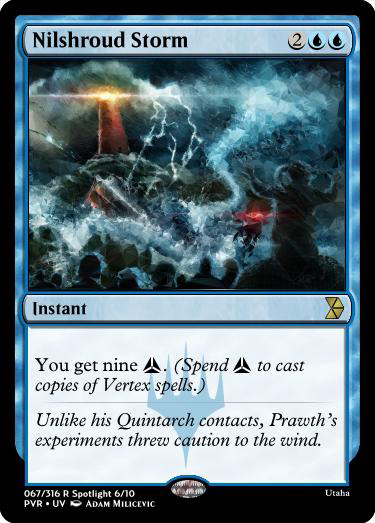 Nilshroud Storm 2
Instant
You get nine . (Spend to cast
copies of Vertex spells.)
Unlike his Quintarch contacts, Prawth's
experiments threw caution to the wind.
067/316 R Spotlight 6/10
Utaha
PVR • UV Adam Milicevic